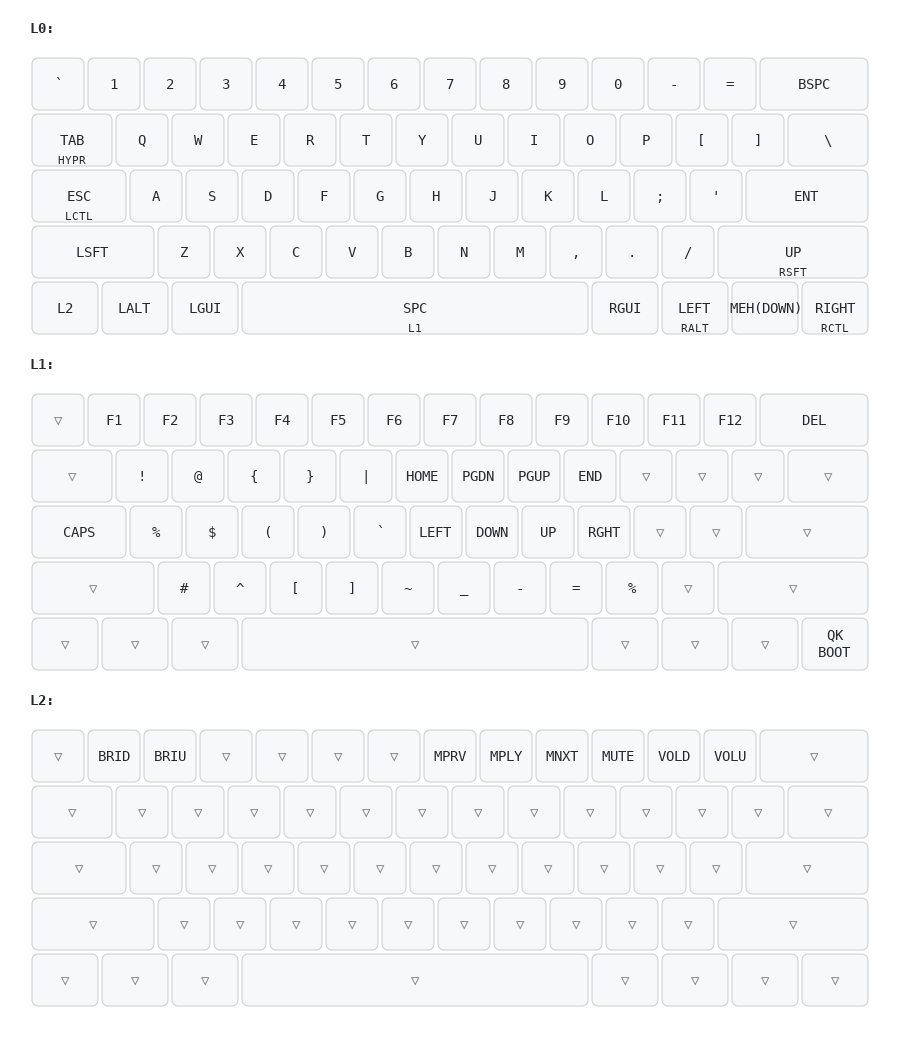 L0:
` 1 2 3 4 5 6 7 8 9 0 - = BSPC
TAB Q W E R T Y U I O P [ ] \
HYPR
ESC A S D F G H J K L ; ' ENT
LCTL
LSFT Z X C V B N M , . / UP
RSFT
L2 LALT LGUI SPC RGUI LEFT MEH(DOWN) RIGHT
L1 RALT RCTL
L1:
▽ F1 F2 F3 F4 F5 F6 F7 F8 F9 F10 F11 F12 DEL
▽ ! @ { } | HOME PGDN PGUP END ▽ ▽ ▽ ▽
CAPS % $ ( ) ` LEFT DOWN UP RGHT ▽ ▽ ▽
▽ # ^ [ ] ~ _ - = % ▽ ▽
▽ ▽ ▽ ▽ ▽ ▽ ▽ QK
BOOT
L2:
▽ BRID BRIU ▽ ▽ ▽ ▽ MPRV MPLY MNXT MUTE VOLD VOLU ▽
▽ ▽ ▽ ▽ ▽ ▽ ▽ ▽ ▽ ▽ ▽ ▽ ▽ ▽
▽ ▽ ▽ ▽ ▽ ▽ ▽ ▽ ▽ ▽ ▽ ▽ ▽
▽ ▽ ▽ ▽ ▽ ▽ ▽ ▽ ▽ ▽ ▽ ▽
▽ ▽ ▽ ▽ ▽ ▽ ▽ ▽